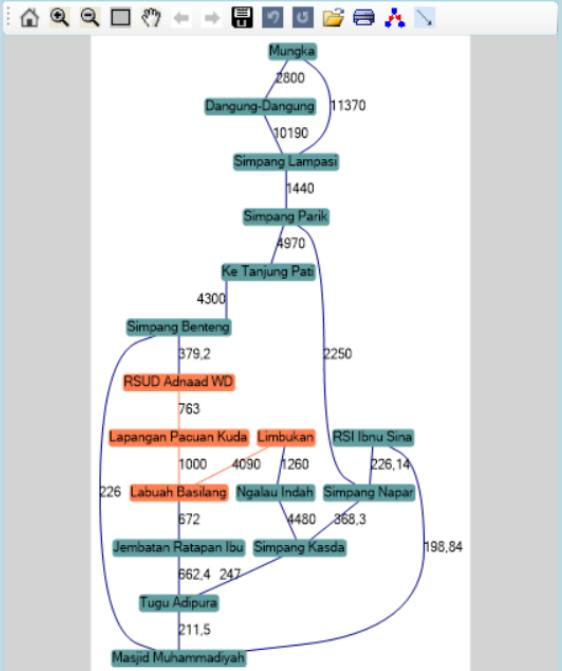 Mungka
2800
Dangung-Dangung
11370
10190
Simpang Lampasi
1440
Simpang Parik
4970
Ke Tanjung Pati
4300
Simpang Benteng
379,2
2250
RSUD Adnaad WD
763
Lapangan Pacuan Kuda Limbukan RSI Ibnu Sina
1000 4090 1260 226,14
226 Labuah Basilang Ngalau Indah Simpang Napar
672 4480 368,3
Jembatan Ratapan Ibu Simpang Kasda 198,84
662,4 247
Tugu Adipura
211,5
Masjid Muhammadiyah